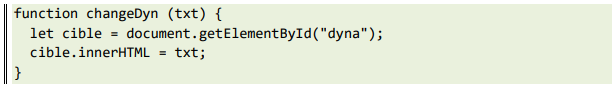 function changeDyn (txt) {
  let cible = document.getElementById("dyna");
  cible.innerHTML = txt;
}